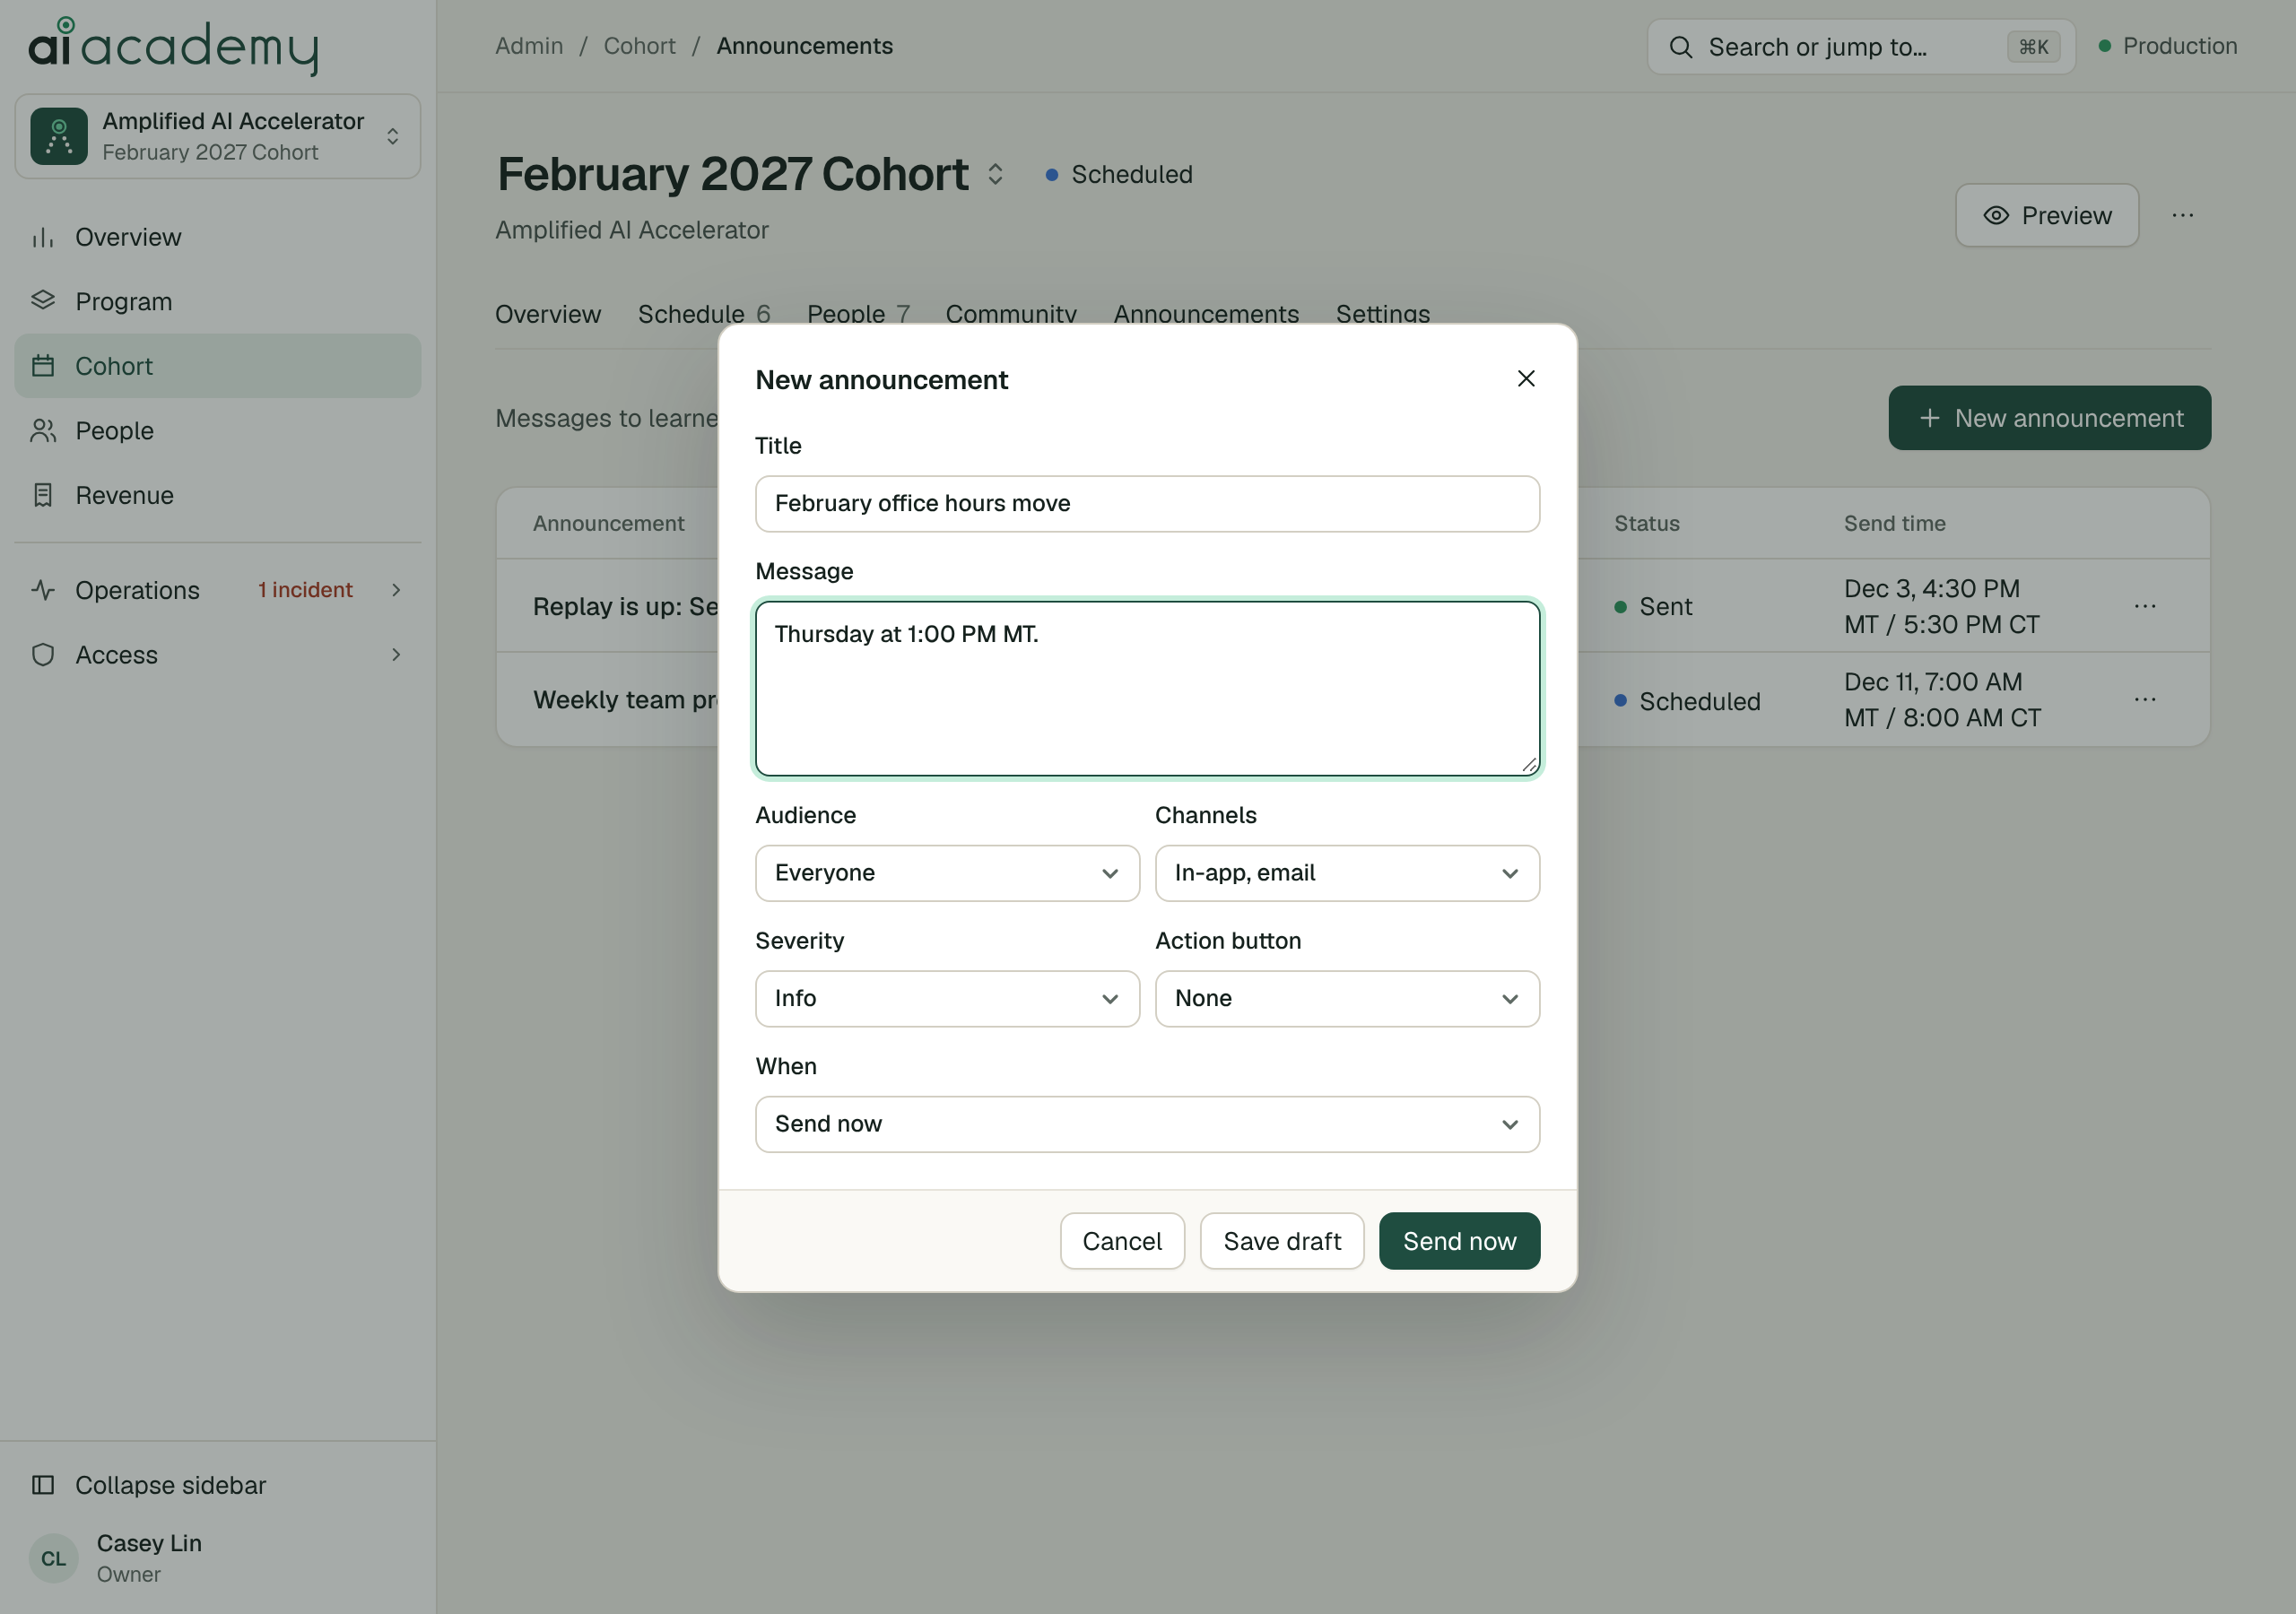 ai academy
Amplified AI Accelerator
February 2027 Cohort
Overview
Program
Cohort
People
Revenue
Operations 1 incident
Access
Collapse sidebar
CL
Casey Lin
Owner
Admin / Cohort / Announcements
Search or jump to... ⌘K
Production
February 2027 Cohort
Scheduled
Amplified AI Accelerator
Preview
Overview Schedule 6 People 7 Community Announcements Settings
Messages to learne
New announcement
Announcement Status Send time
Replay is up: Se
Sent
Dec 3, 4:30 PM
MT / 5:30 PM CT
Weekly team pr
Scheduled
Dec 11, 7:00 AM
MT / 8:00 AM CT
New announcement
Title
February office hours move
Message
Thursday at 1:00 PM MT.
Audience Channels
Everyone In-app, email
Severity Action button
Info None
When
Send now
Cancel Save draft Send now